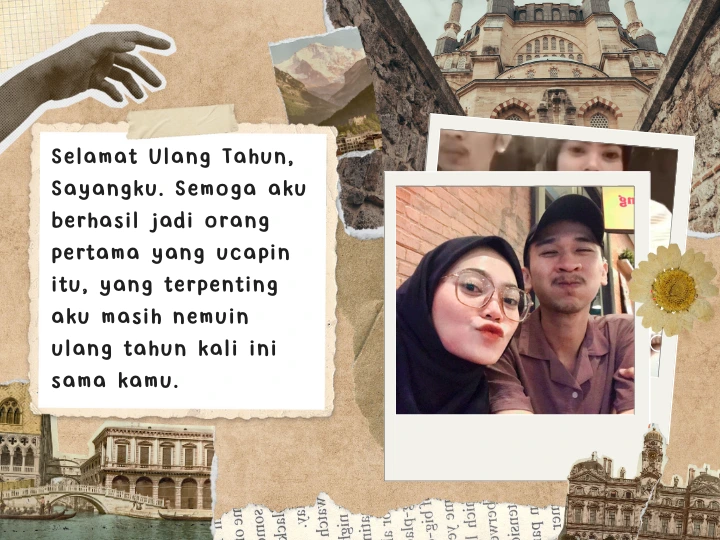 Selamat Ulang Tahun,
Sayangku. Semoga aku
berhasil jadi orang
pertama yang ucapin
itu, yang terpenting
aku masih nemuin
ulang tahun kali ini
sama kamu.